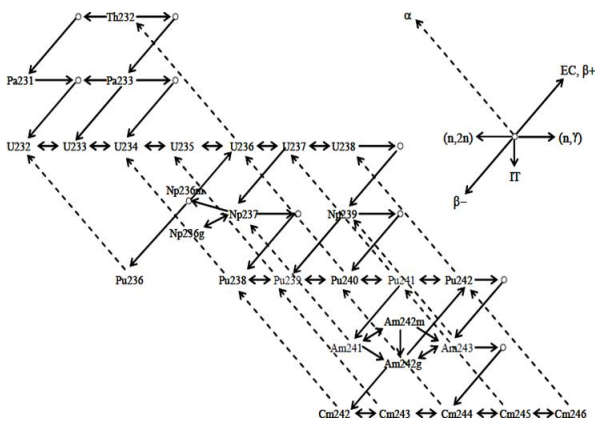 Th232
α
Pa231 Pa233
EC, β+
(n,2n) (n,γ)
IT
β−
U232 U233 U234 U235 U236 U237 U238
Np236m
Np237 Np239
Np236g
Pu236 Pu238 Pu239 Pu240 Pu241 Pu242
Am242m
Am241 Am243
Am242g
Cm242 Cm243 Cm244 Cm245 Cm246